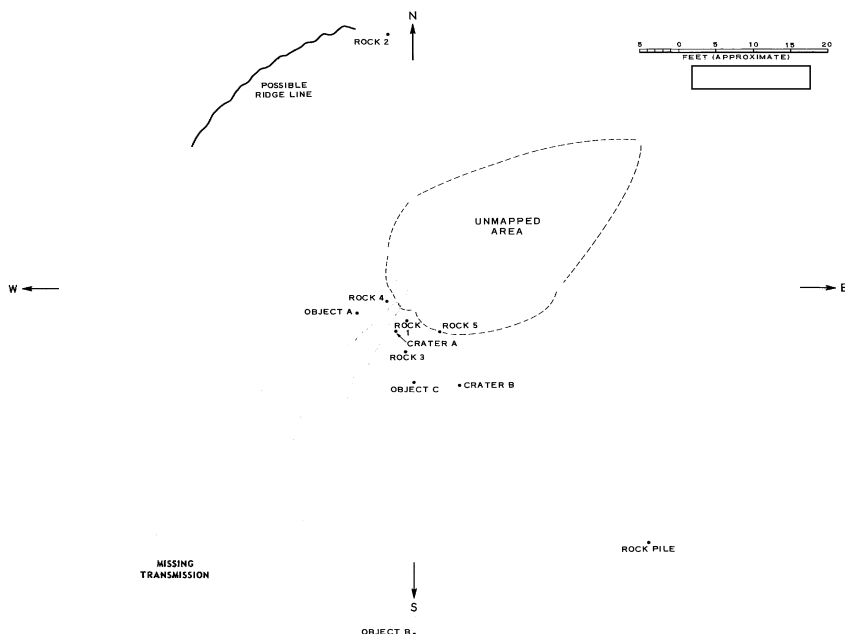 N
ROCK 2
5 0 5 10 15 20
FEET (APPROXIMATE)
POSSIBLE
RIDGE LINE
UNMAPPED
AREA
W
E
ROCK 4
OBJECT A
ROCK
1
ROCK 5
CRATER A
ROCK 3
OBJECT C
CRATER B
ROCK PILE
MISSING
TRANSMISSION
S
OBJECT B